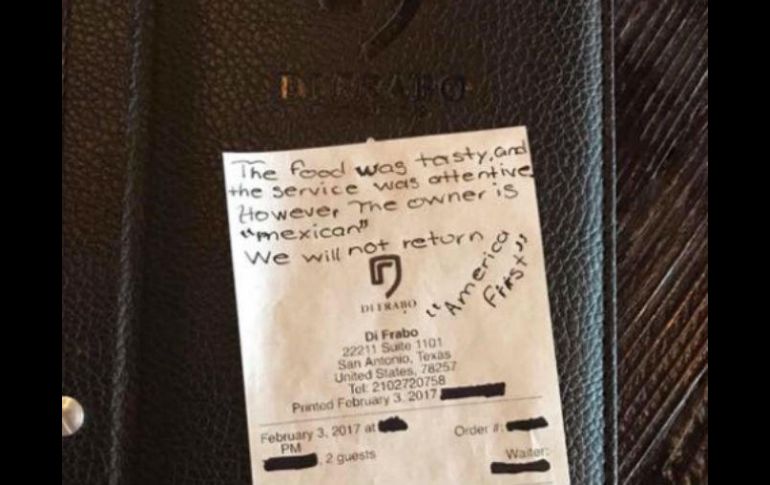 DI FRABO
The food was tasty, and
the service was attentive.
However, The owner is
"mexican"
We will not return
"America
First"
DI FRABO
Di Frabo
22211 Suite 1101
San Antonio, Texas
United States, 78257
Tel: 2102720758
Printed February 3, 2017
February 3, 2017 at
PM
Order #:
, 2 guests
Waiter: